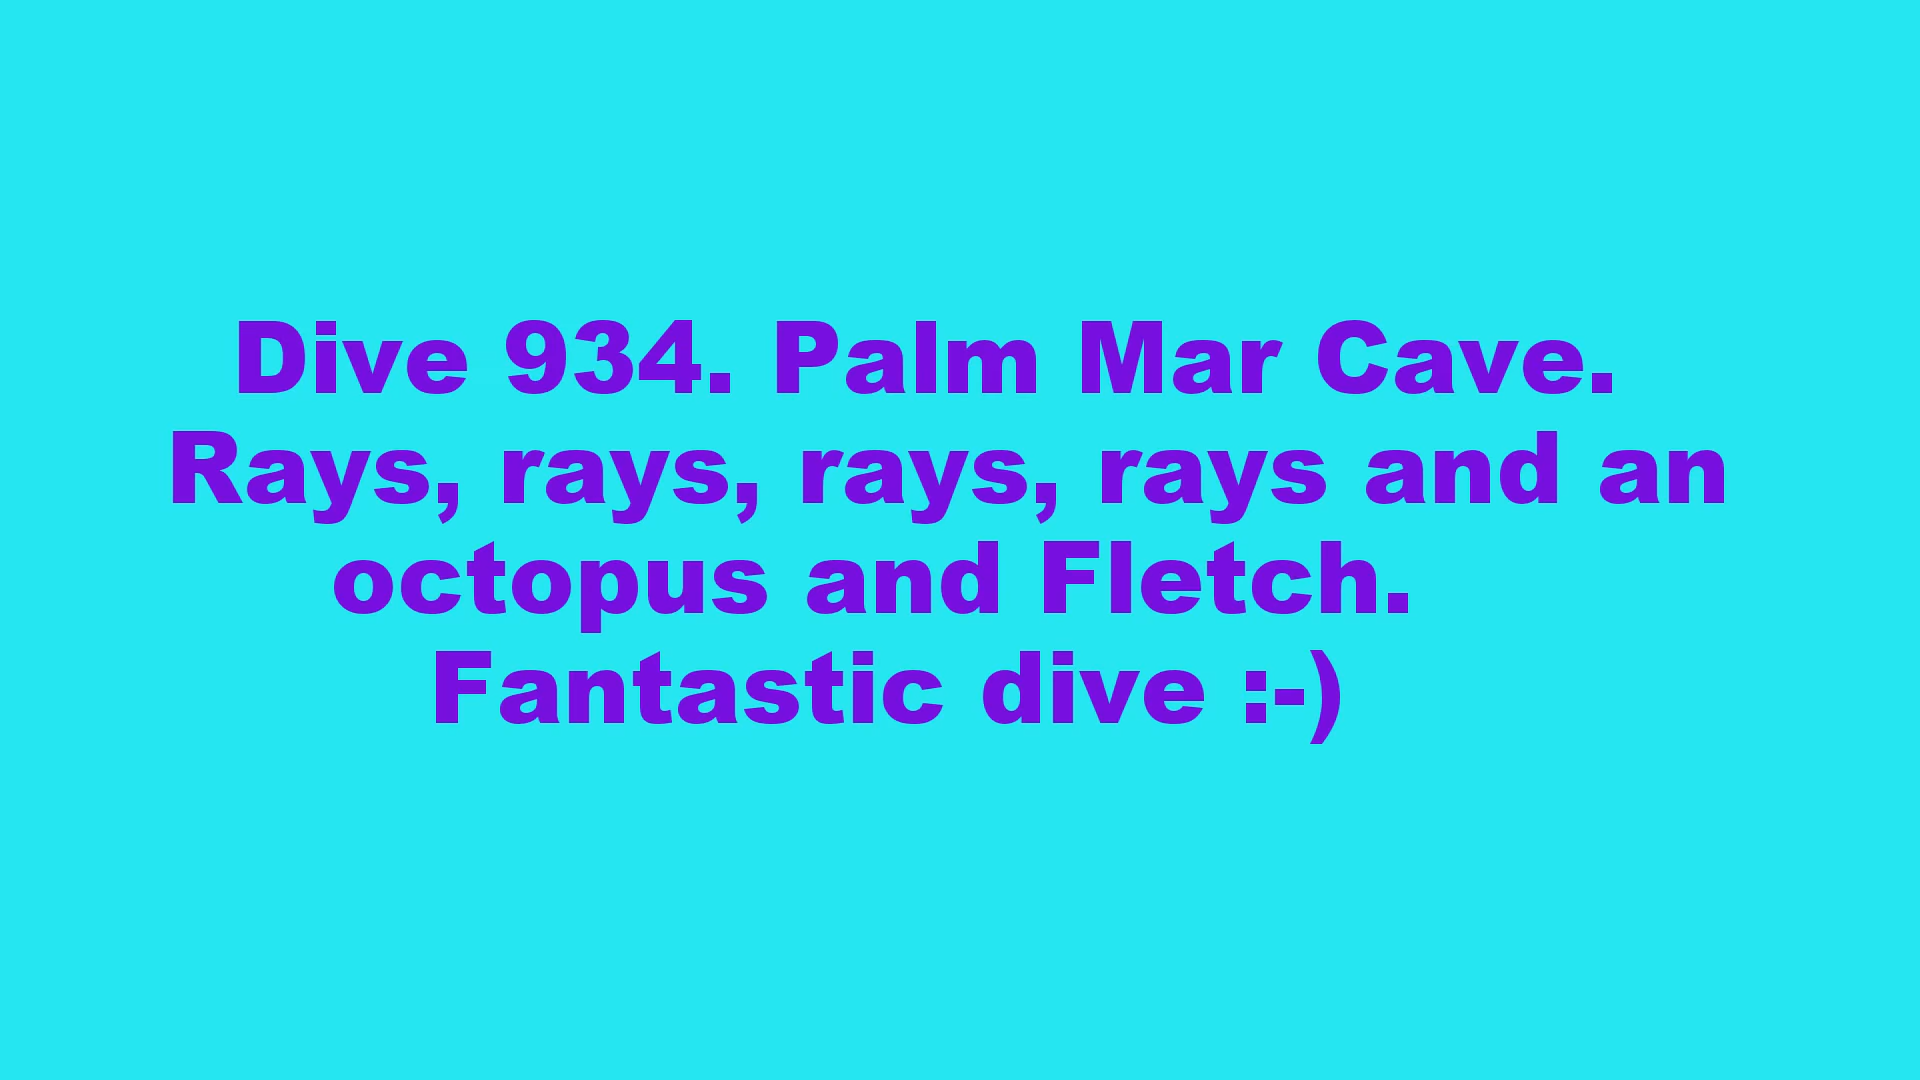 Dive 934. Palm Mar Cave.
Rays, rays, rays, rays and an
octopus and Fletch.
Fantastic dive :-)